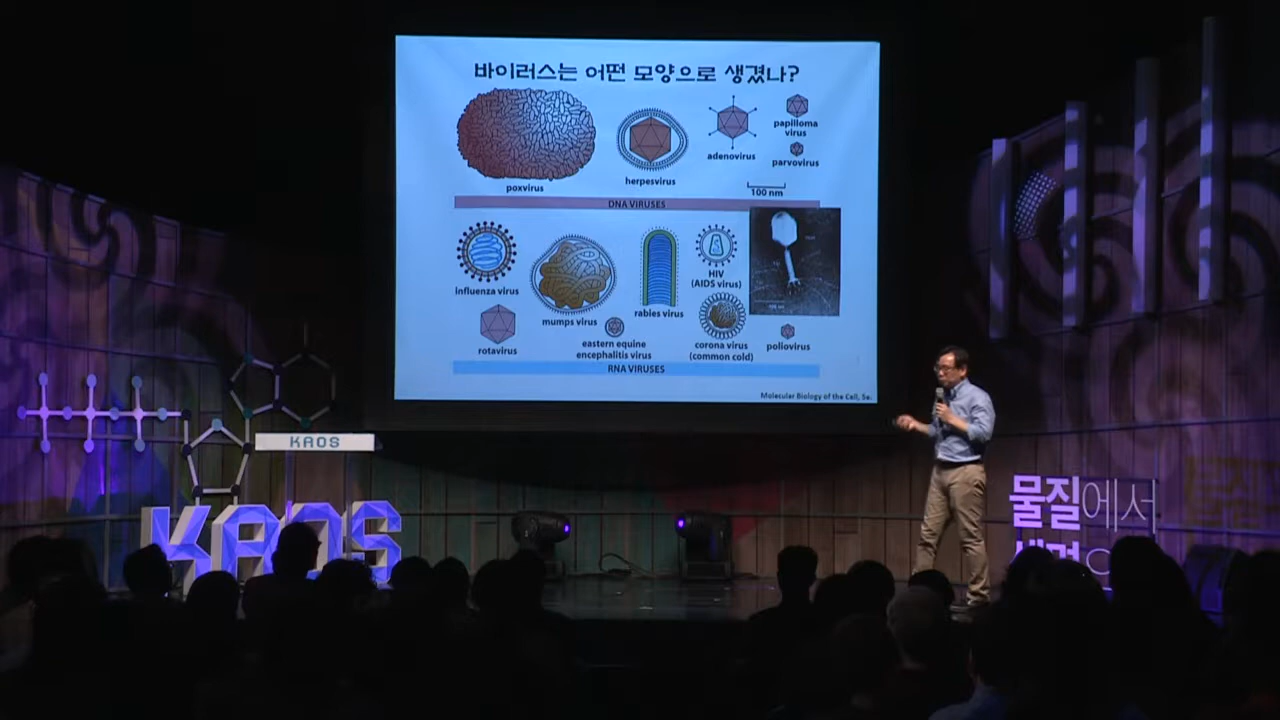 바이러스는 어떤 모양으로 생겼나?
poxvirus
herpesvirus
adenovirus
papilloma
virus
parvovirus
100 nm
DNA VIRUSES
influenza virus
mumps virus
rabies virus
HIV
(AIDS virus)
rotavirus
eastern equine
encephalitis virus
corona virus
(common cold)
poliovirus
RNA VIRUSES
Molecular Biology of the Cell, 5e.
KAOS
KAOS
물질에서